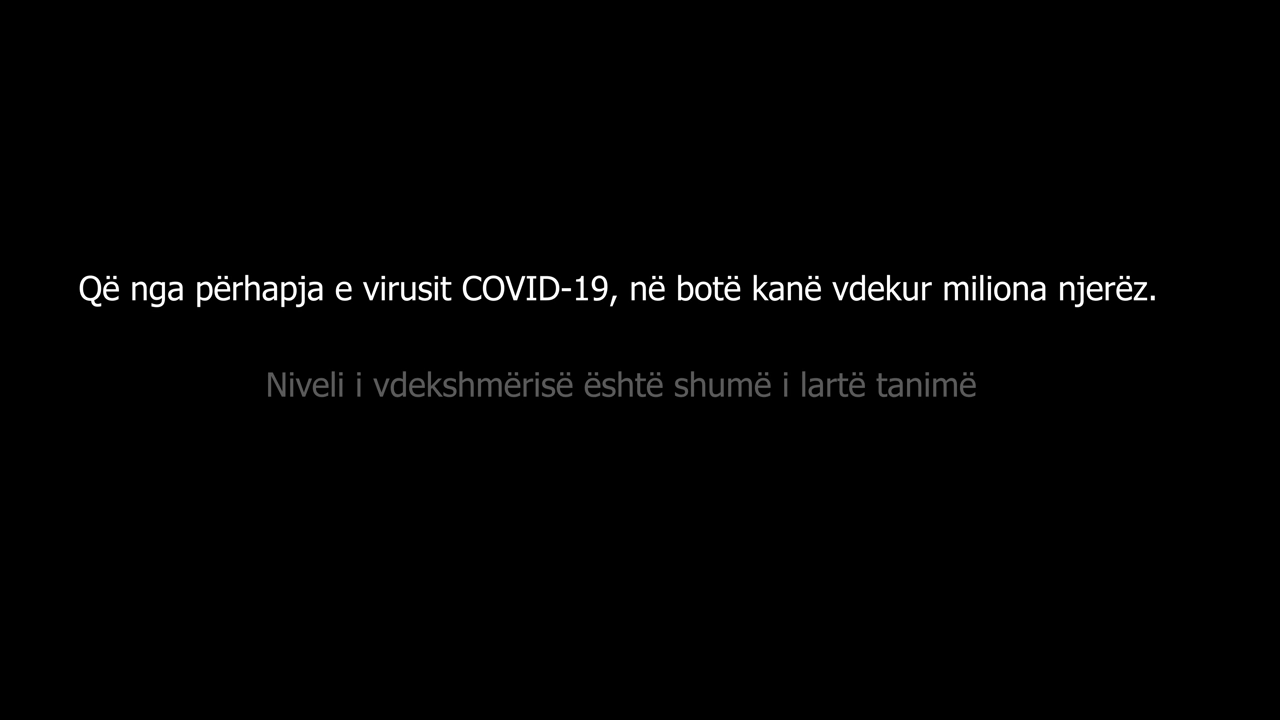 Që nga përhapja e virusit COVID-19, në botë kanë vdekur miliona njerëz.
Niveli i vdekshmërisë është shumë i lartë tanimë